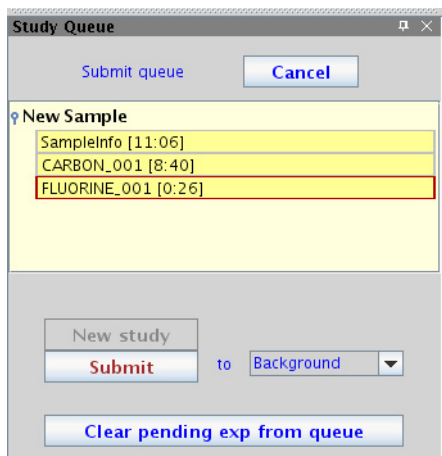 Study Queue
Submit queue Cancel
New Sample
SampleInfo [11:06]
CARBON_001 [8:40]
FLUORINE_001 [0:26]
New study
Submit to Background
Clear pending exp from queue